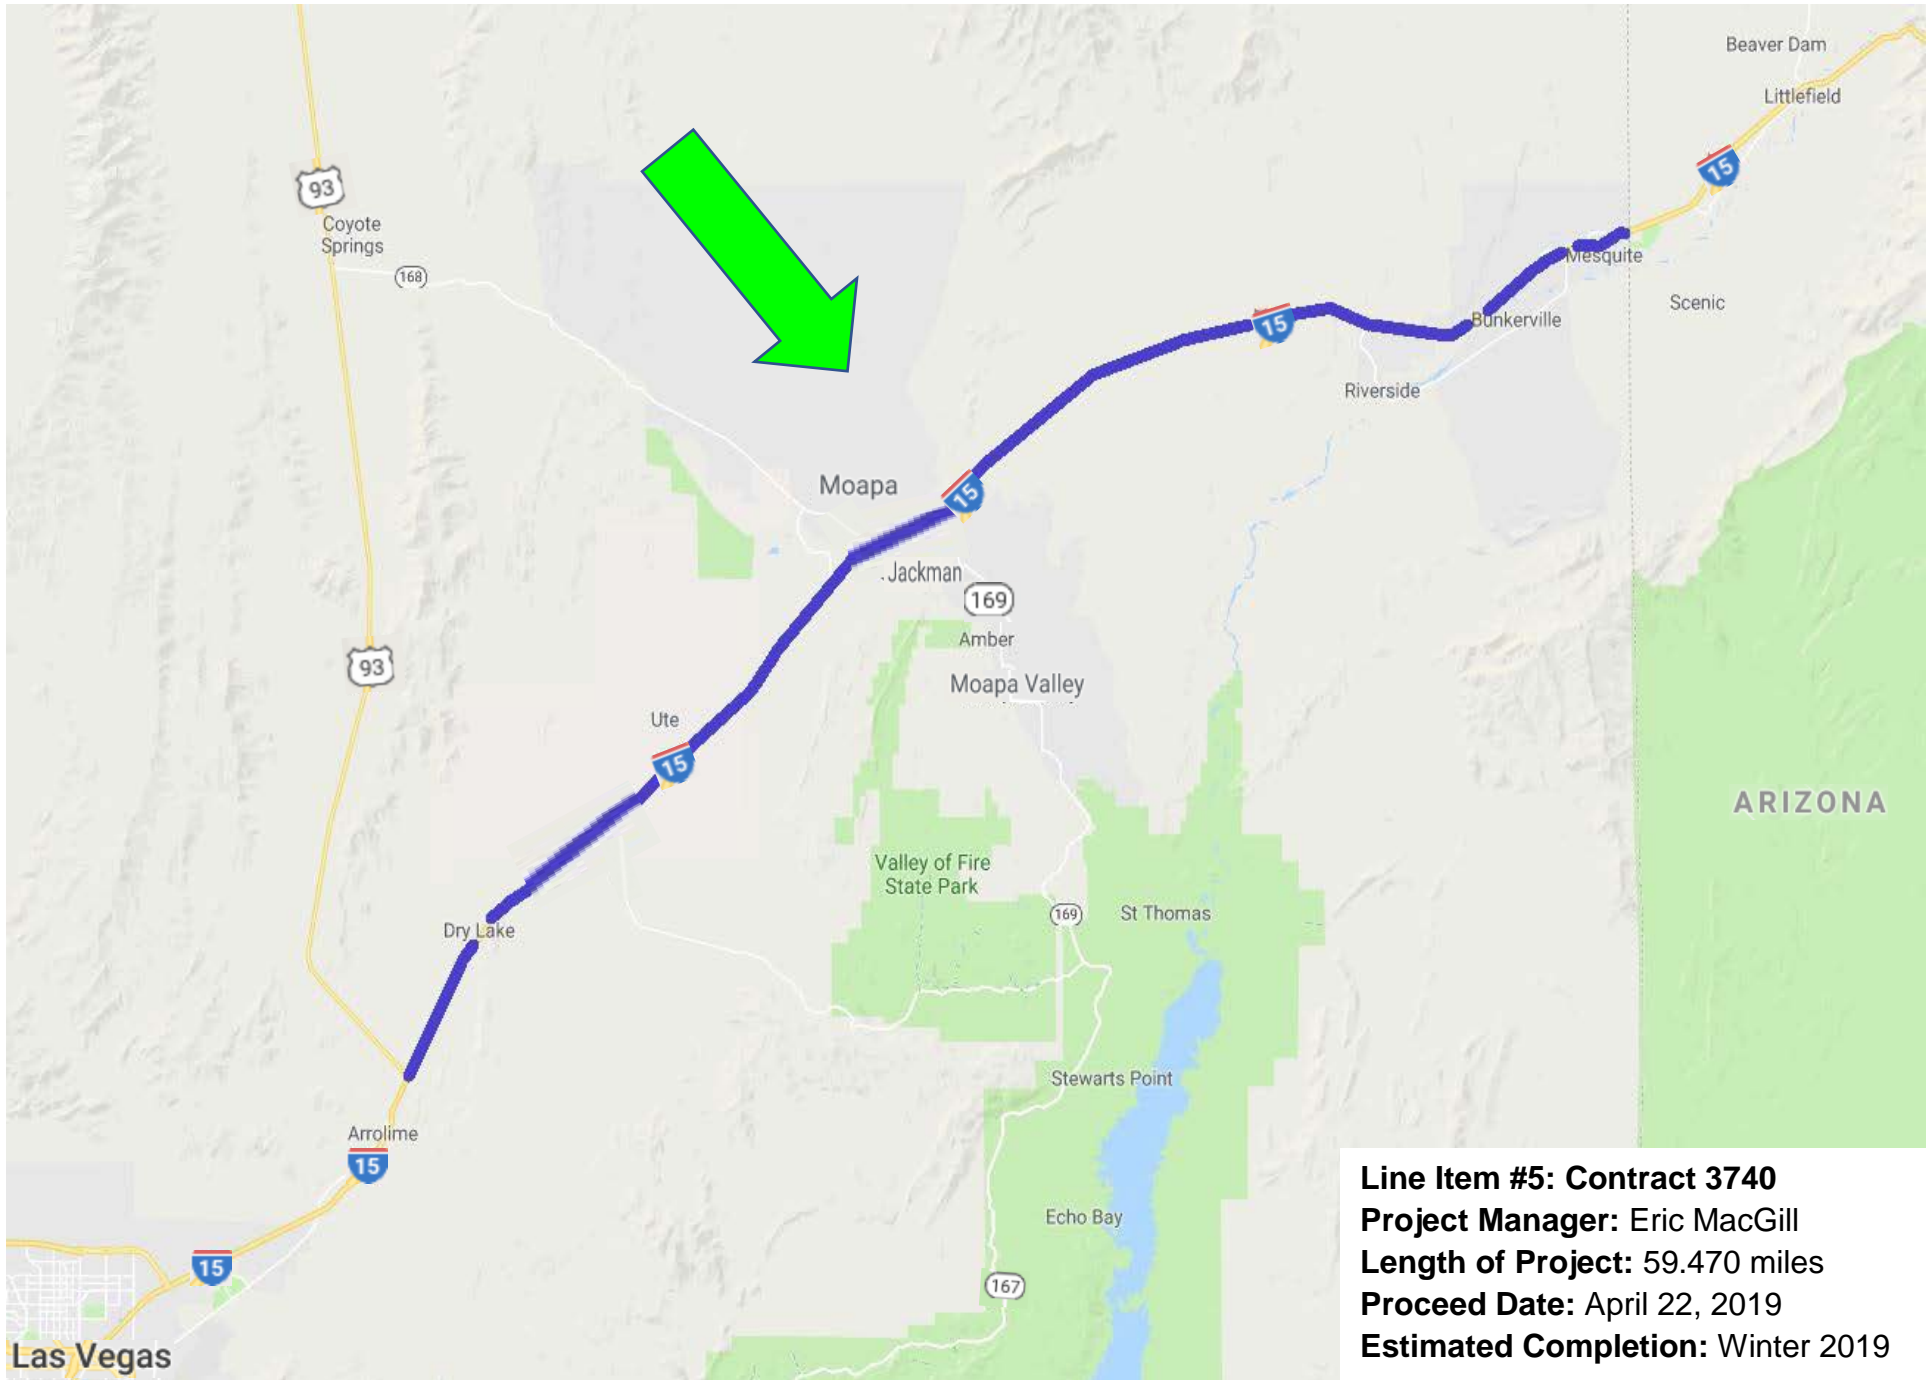 Beaver Dam
Littlefield
15
93
Coyote
Springs
168
Mesquite
Scenic
15
Bunkerville
Riverside
Moapa
15
Jackman
169
Amber
93
Moapa Valley
Ute
15
ARIZONA
Valley of Fire
State Park
169
St Thomas
Dry Lake
Stewarts Point
Arrolime
15
Echo Bay
15
167
Las Vegas
Line Item #5: Contract 3740
Project Manager: Eric MacGill
Length of Project: 59.470 miles
Proceed Date: April 22, 2019
Estimated Completion: Winter 2019